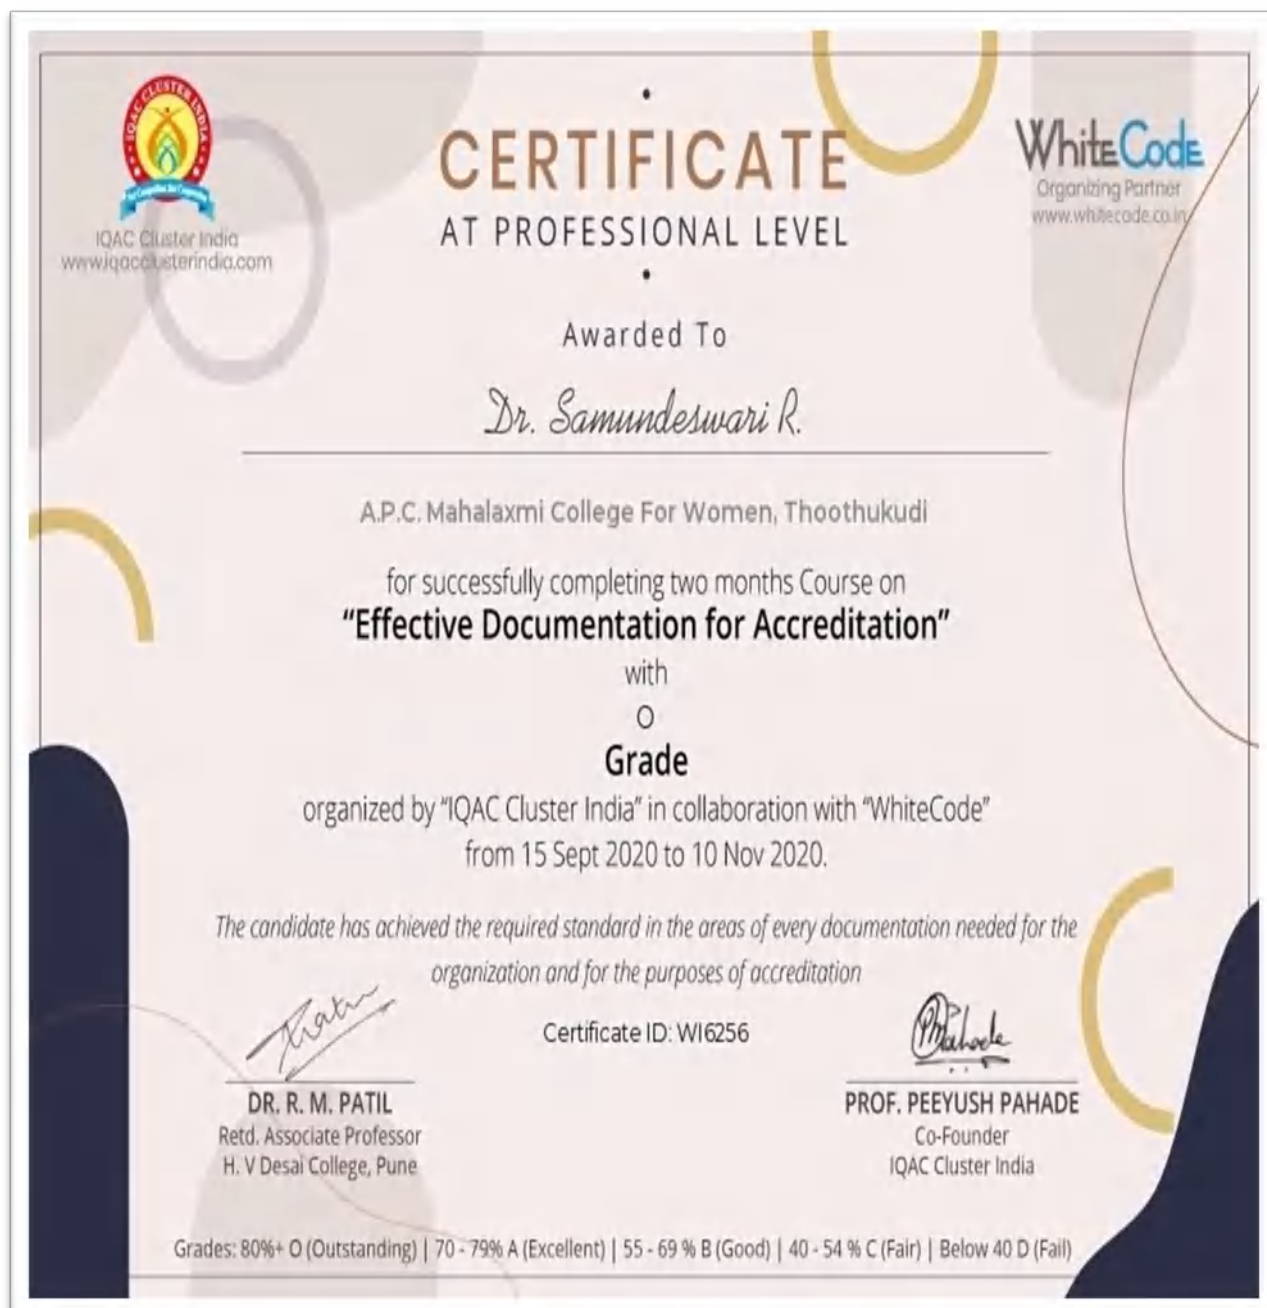 IQAC CLUSTER INDIA
IQAC Cluster India
www.iqacclusterindia.com
CERTIFICATE
AT PROFESSIONAL LEVEL
WhiteCode
Organizing Partner
www.whitecode.co.in
Awarded To
Dr. Samundeswari R.
A.P.C. Mahalaxmi College For Women, Thoothukudi
for successfully completing two months Course on
“Effective Documentation for Accreditation”
with
O
Grade
organized by “IQAC Cluster India” in collaboration with “WhiteCode”
from 15 Sept 2020 to 10 Nov 2020.
The candidate has achieved the required standard in the areas of every documentation needed for the
organization and for the purposes of accreditation
Certificate ID: WI6256
DR. R. M. PATIL
Retd. Associate Professor
H. V Desai College, Pune
PMPahade
PROF. PEEYUSH PAHADE
Co-Founder
IQAC Cluster India
Grades: 80%+ O (Outstanding) | 70 - 79% A (Excellent) | 55 - 69 % B (Good) | 40 - 54 % C (Fair) | Below 40 D (Fail)